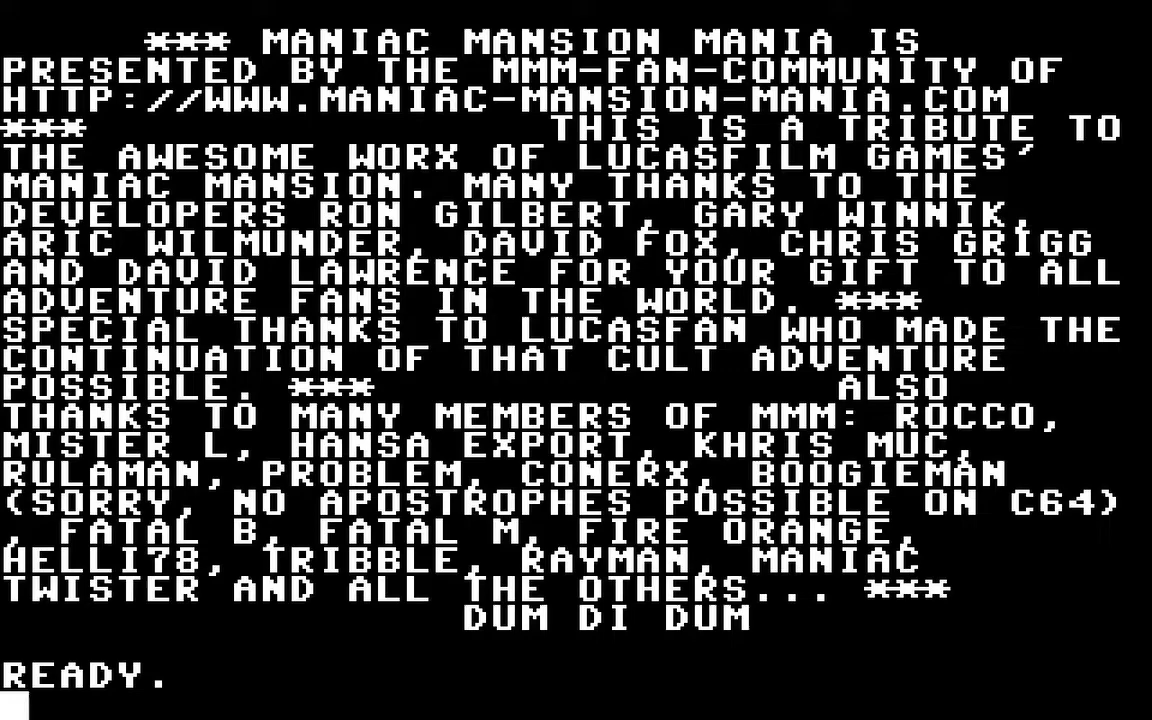 *** MANIAC MANSION MANIA IS
PRESENTED BY THE MMM-FAN-COMMUNITY OF
HTTP://WWW.MANIAC-MANSION-MANIA.COM
*** THIS IS A TRIBUTE TO
THE AWESOME WORX OF LUCASFILM GAMES'
MANIAC MANSION. MANY THANKS TO THE
DEVELOPERS RON GILBERT, GARY WINNIK,
ARIC WILMUNDER, DAVID FOX, CHRIS GRIGG
AND DAVID LAWRENCE FOR YOUR GIFT TO ALL
ADVENTURE FANS IN THE WORLD. ***
SPECIAL THANKS TO LUCASFAN WHO MADE THE
CONTINUATION OF THAT CULT ADVENTURE
POSSIBLE. *** ALSO
THANKS TO MANY MEMBERS OF MMM: ROCCO,
MISTER L, HANSA EXPORT, KHRIS MUC,
RULAMAN, PROBLEM, CONERX, BOOGIEMAN
(SORRY, NO APOSTROPHES POSSIBLE ON C64)
, FATAL B, FATAL M, FIRE ORANGE,
HELLI78, TRIBBLE, RAYMAN, MANIAC
TWISTER AND ALL THE OTHERS... ***
DUM DI DUM
READY.